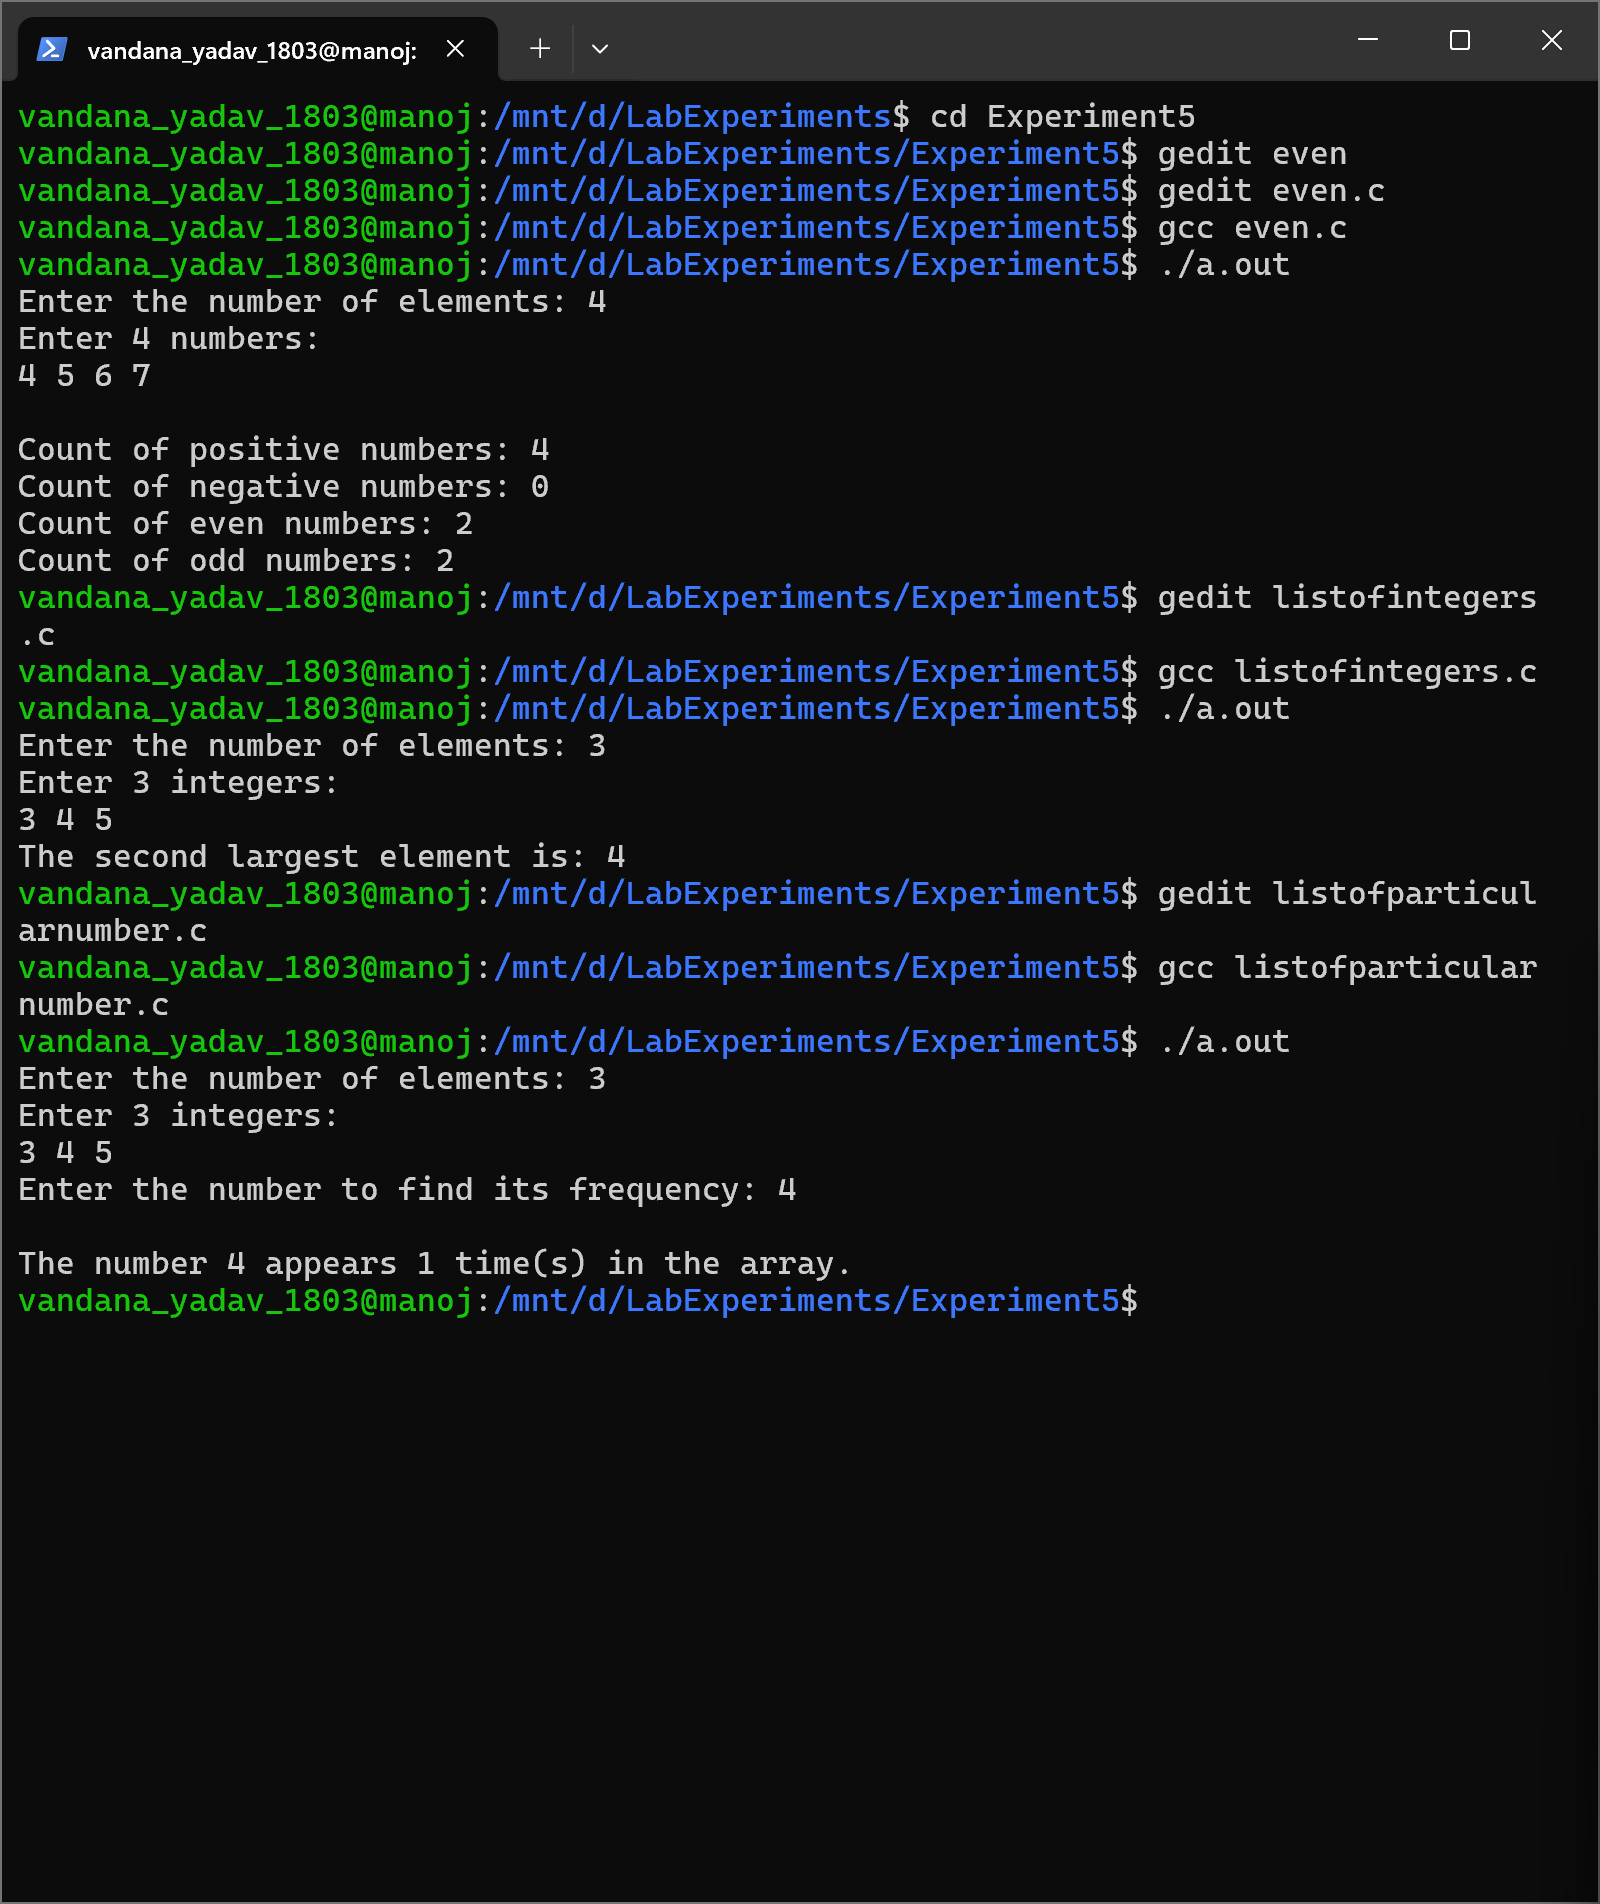 vandana_yadav_1803@manoj:
vandana_yadav_1803@manoj:/mnt/d/LabExperiments$ cd Experiment5
vandana_yadav_1803@manoj:/mnt/d/LabExperiments/Experiment5$ gedit even
vandana_yadav_1803@manoj:/mnt/d/LabExperiments/Experiment5$ gedit even.c
vandana_yadav_1803@manoj:/mnt/d/LabExperiments/Experiment5$ gcc even.c
vandana_yadav_1803@manoj:/mnt/d/LabExperiments/Experiment5$ ./a.out
Enter the number of elements: 4
Enter 4 numbers:
4 5 6 7

Count of positive numbers: 4
Count of negative numbers: 0
Count of even numbers: 2
Count of odd numbers: 2
vandana_yadav_1803@manoj:/mnt/d/LabExperiments/Experiment5$ gedit listofintegers
.c
vandana_yadav_1803@manoj:/mnt/d/LabExperiments/Experiment5$ gcc listofintegers.c
vandana_yadav_1803@manoj:/mnt/d/LabExperiments/Experiment5$ ./a.out
Enter the number of elements: 3
Enter 3 integers:
3 4 5
The second largest element is: 4
vandana_yadav_1803@manoj:/mnt/d/LabExperiments/Experiment5$ gedit listofparticul
arnumber.c
vandana_yadav_1803@manoj:/mnt/d/LabExperiments/Experiment5$ gcc listofparticular
number.c
vandana_yadav_1803@manoj:/mnt/d/LabExperiments/Experiment5$ ./a.out
Enter the number of elements: 3
Enter 3 integers:
3 4 5
Enter the number to find its frequency: 4

The number 4 appears 1 time(s) in the array.
vandana_yadav_1803@manoj:/mnt/d/LabExperiments/Experiment5$